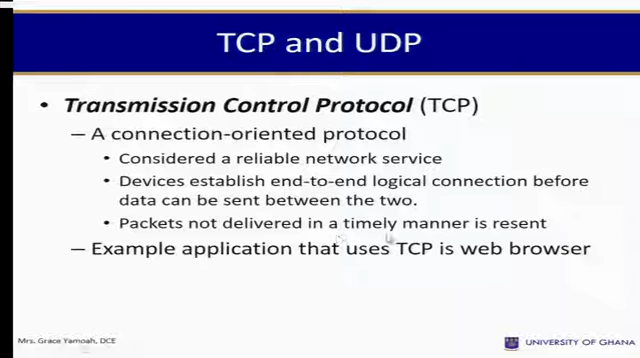 TCP and UDP
• Transmission Control Protocol (TCP)
– A connection-oriented protocol
• Considered a reliable network service
• Devices establish end-to-end logical connection before
data can be sent between the two.
• Packets not delivered in a timely manner is resent
– Example application that uses TCP is web browser
Mrs. Grace Yamoah, DCE
UNIVERSITY OF GHANA